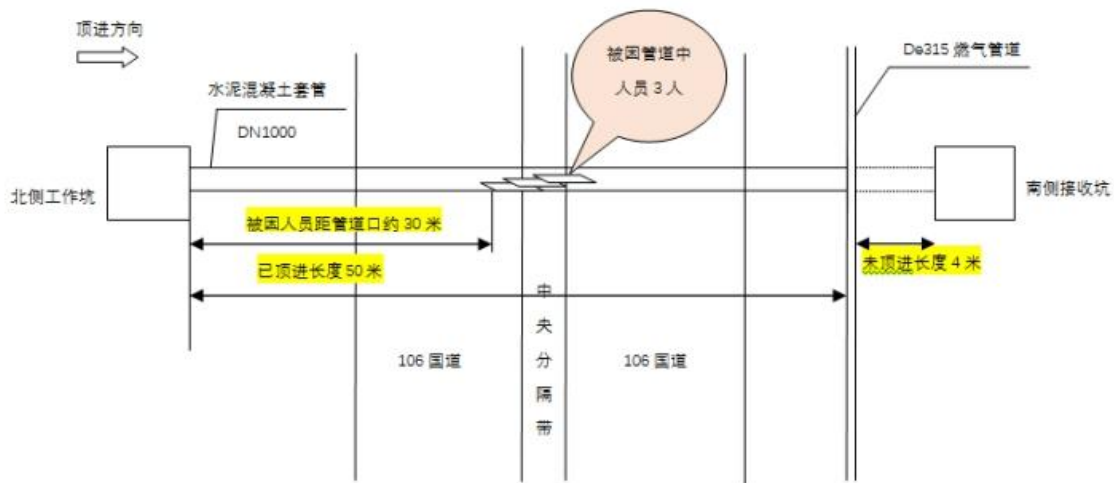 顶进方向
被困管道中
人员 3 人
De315 燃气管道
水泥混凝土套管
DN1000
北侧工作坑
南侧接收坑
被困人员距管道口约 30 米
已顶进长度 50 米
未顶进长度 4 米
106 国道
中央分隔带
106 国道